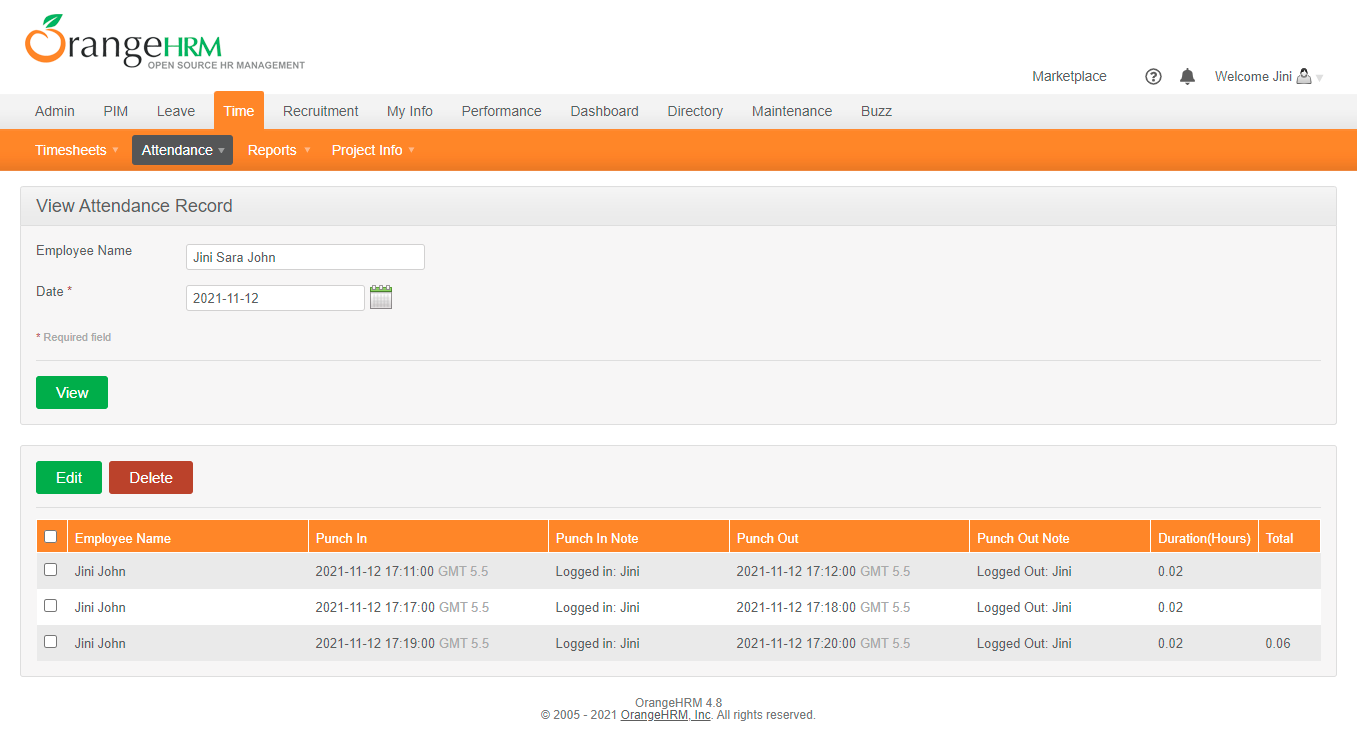 OrangeHRM
OPEN SOURCE HR MANAGEMENT
Marketplace ? Welcome Jini
Admin PIM Leave Time Recruitment My Info Performance Dashboard Directory Maintenance Buzz
Timesheets Attendance Reports Project Info
View Attendance Record
Employee Name Jini Sara John
Date * 2021-11-12
* Required field
View
Edit Delete
Employee Name Punch In Punch In Note Punch Out Punch Out Note Duration(Hours) Total
Jini John 2021-11-12 17:11:00 GMT 5.5 Logged in: Jini 2021-11-12 17:12:00 GMT 5.5 Logged Out: Jini 0.02
Jini John 2021-11-12 17:17:00 GMT 5.5 Logged in: Jini 2021-11-12 17:18:00 GMT 5.5 Logged Out: Jini 0.02
Jini John 2021-11-12 17:19:00 GMT 5.5 Logged in: Jini 2021-11-12 17:20:00 GMT 5.5 Logged Out: Jini 0.02 0.06
OrangeHRM 4.8
© 2005 - 2021 OrangeHRM, Inc. All rights reserved.